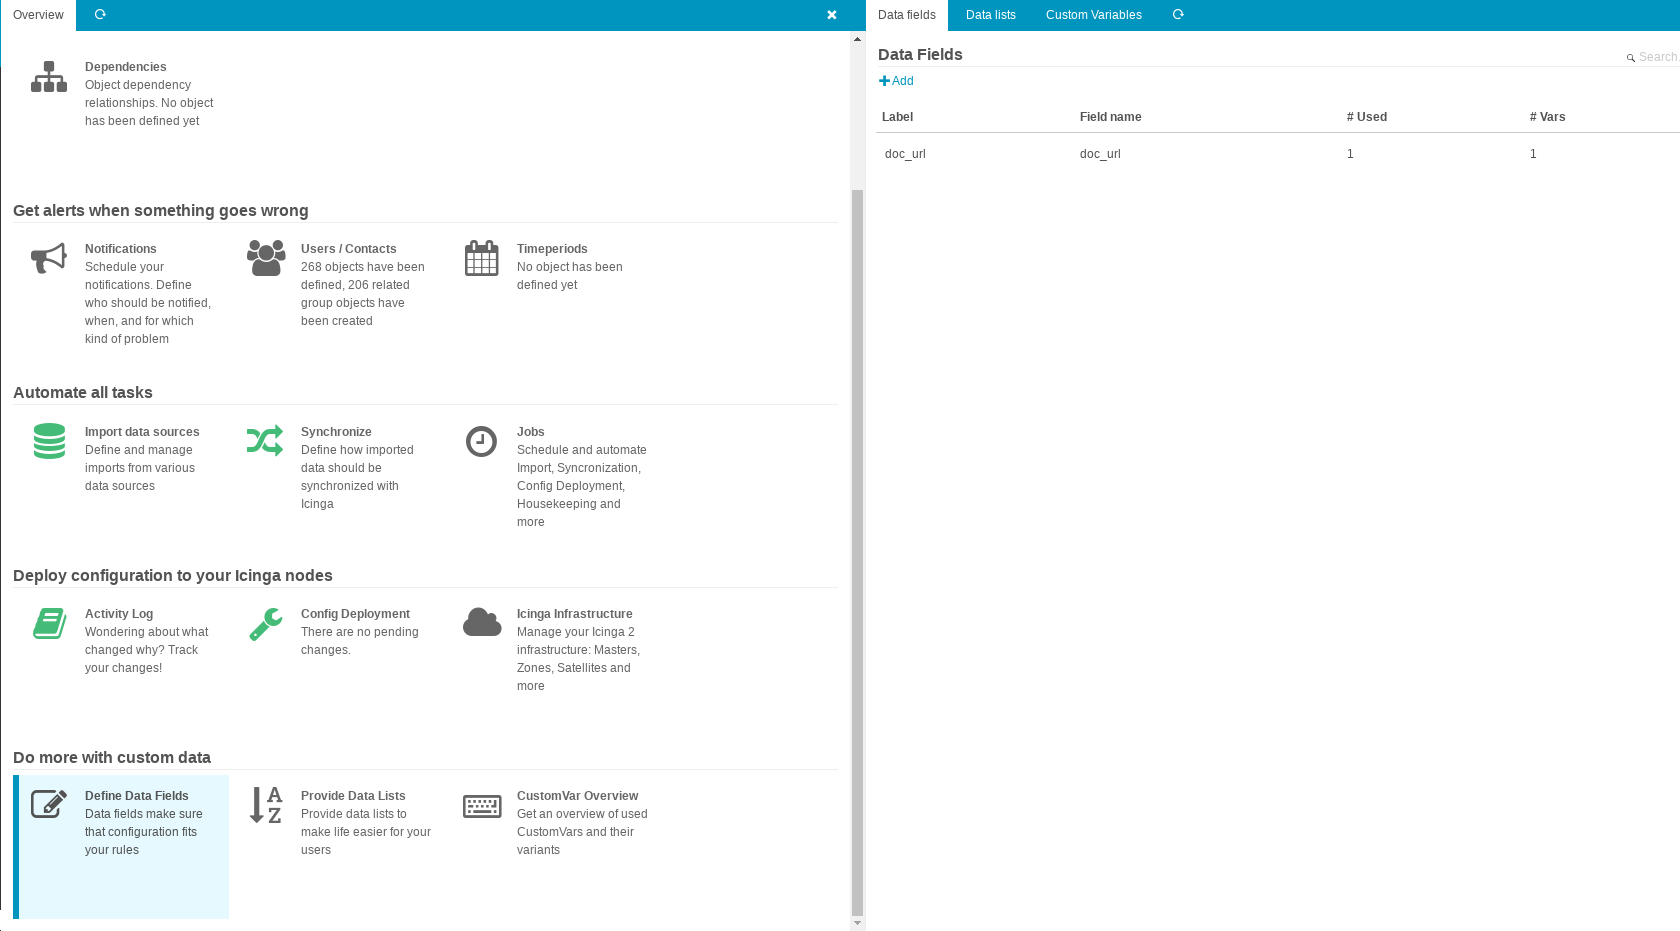 Overview
Dependencies
Object dependency
relationships. No object
has been defined yet
Get alerts when something goes wrong
Notifications
Schedule your
notifications. Define
who should be notified,
when, and for which
kind of problem
Users / Contacts
268 objects have been
defined, 206 related
group objects have
been created
Timeperiods
No object has been
defined yet
Automate all tasks
Import data sources
Define and manage
imports from various
data sources
Synchronize
Define how imported
data should be
synchronized with
Icinga
Jobs
Schedule and automate
Import, Syncronization,
Config Deployment,
Housekeeping and
more
Deploy configuration to your Icinga nodes
Activity Log
Wondering about what
changed why? Track
your changes!
Config Deployment
There are no pending
changes.
Icinga Infrastructure
Manage your Icinga 2
infrastructure: Masters,
Zones, Satellites and
more
Do more with custom data
Define Data Fields
Data fields make sure
that configuration fits
your rules
A
Z
Provide Data Lists
Provide data lists to
make life easier for your
users
CustomVar Overview
Get an overview of used
CustomVars and their
variants
Data fields Data lists Custom Variables
Data Fields
Search.
Add
Label Field name # Used # Vars
doc_url doc_url 1 1